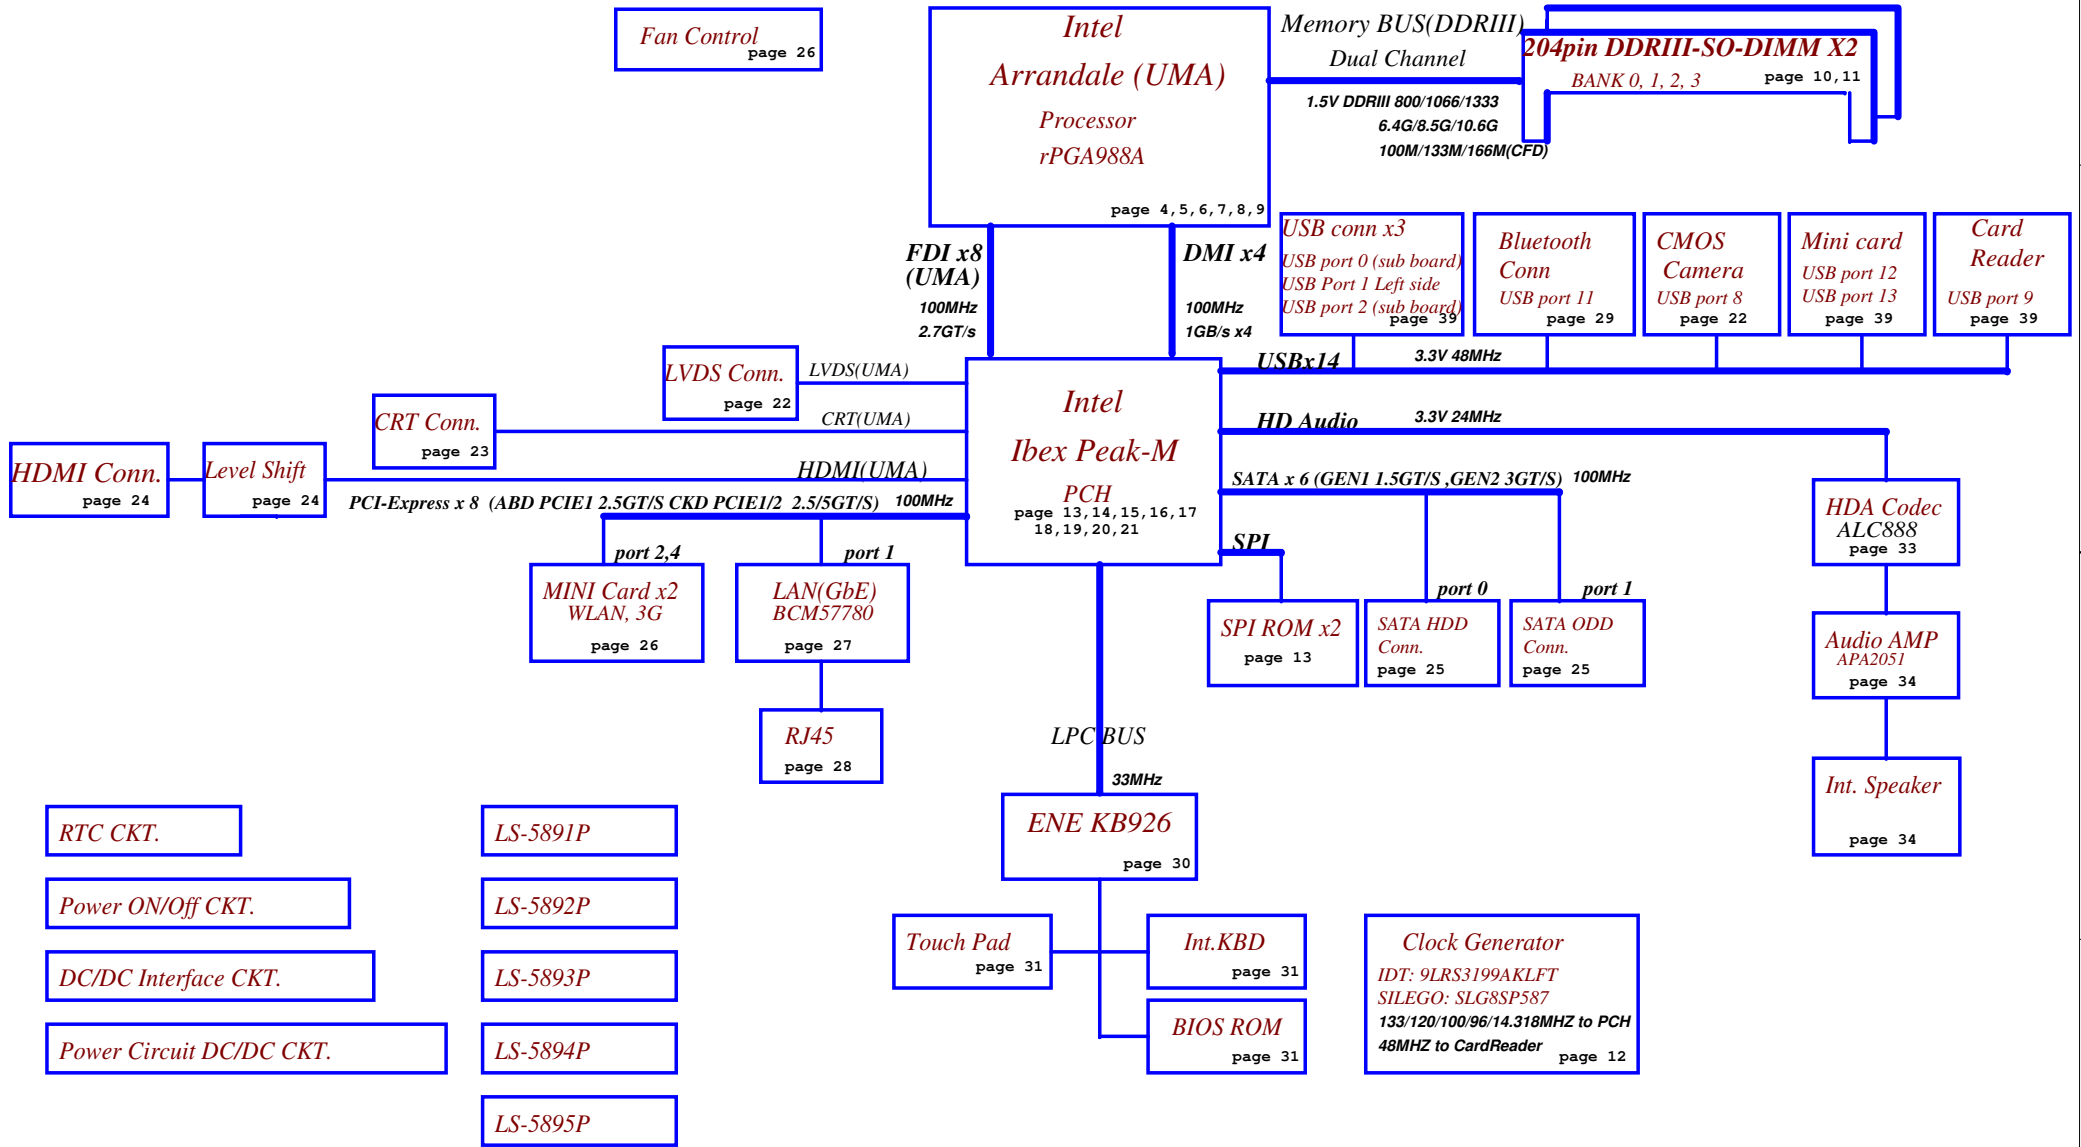 Fan Control
page 26
Intel
Arrandale (UMA)
Processor
rPGA988A
page 4,5,6,7,8,9
Memory BUS(DDRIII)
Dual Channel
1.5V DDRIII 800/1066/1333
6.4G/8.5G/10.6G
100M/133M/166M(CFD)
204pin DDRIII-SO-DIMM X2
BANK 0, 1, 2, 3
page 10,11
FDI x8
(UMA)
100MHz
2.7GT/s
DMI x4
100MHz
1GB/s x4
USB conn x3
USB port 0 (sub board)
USB Port 1 Left side
USB port 2 (sub board)
page 39
Bluetooth
Conn
USB port 11
page 29
CMOS
Camera
USB port 8
page 22
Mini card
USB port 12
USB port 13
page 39
Card
Reader
USB port 9
page 39
USBx14
3.3V 48MHz
LVDS Conn.
page 22
LVDS(UMA)
CRT Conn.
page 23
CRT(UMA)
HDMI Conn.
page 24
Level Shift
page 24
HDMI(UMA)
Intel
Ibex Peak-M
PCH
page 13,14,15,16,17
18,19,20,21
HD Audio
3.3V 24MHz
SATA x 6 (GEN1 1.5GT/S ,GEN2 3GT/S)
100MHz
SPI
PCI-Express x 8 (ABD PCIE1 2.5GT/S CKD PCIE1/2 2.5/5GT/S)
100MHz
port 2,4
MINI Card x2
WLAN, 3G
page 26
port 1
LAN(GbE)
BCM57780
page 27
RJ45
page 28
SPI ROM x2
page 13
port 0
SATA HDD
Conn.
page 25
port 1
SATA ODD
Conn.
page 25
HDA Codec
ALC888
page 33
Audio AMP
APA2051
page 34
Int. Speaker
page 34
LPC BUS
33MHz
ENE KB926
page 30
Touch Pad
page 31
Int.KBD
page 31
BIOS ROM
page 31
Clock Generator
IDT: 9LRS3199AKLFT
SILEGO: SLG8SP587
133/120/100/96/14.318MHZ to PCH
48MHZ to CardReader
page 12
RTC CKT.
Power ON/Off CKT.
DC/DC Interface CKT.
Power Circuit DC/DC CKT.
LS-5891P
LS-5892P
LS-5893P
LS-5894P
LS-5895P